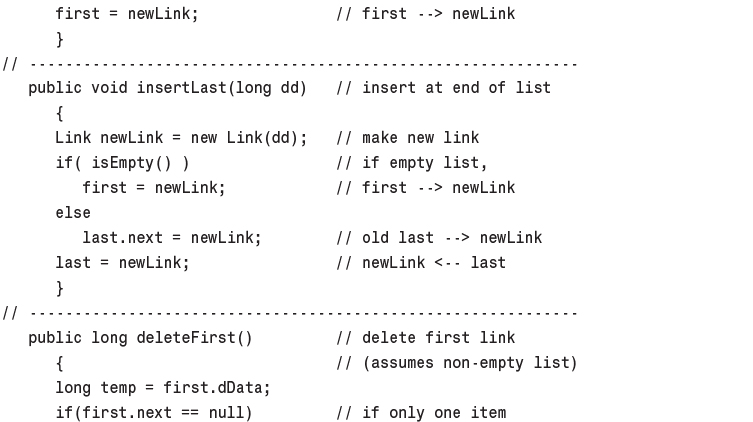 first = newLink; // first --> newLink
}
// -------------------------------------------------------------
public void insertLast(long dd) // insert at end of list
{
Link newLink = new Link(dd); // make new link
if( isEmpty() ) // if empty list,
first = newLink; // first --> newLink
else
last.next = newLink; // old last --> newLink
last = newLink; // newLink <-- last
}
// -------------------------------------------------------------
public long deleteFirst() // delete first link
{ // (assumes non-empty list)
long temp = first.dData;
if(first.next == null) // if only one item